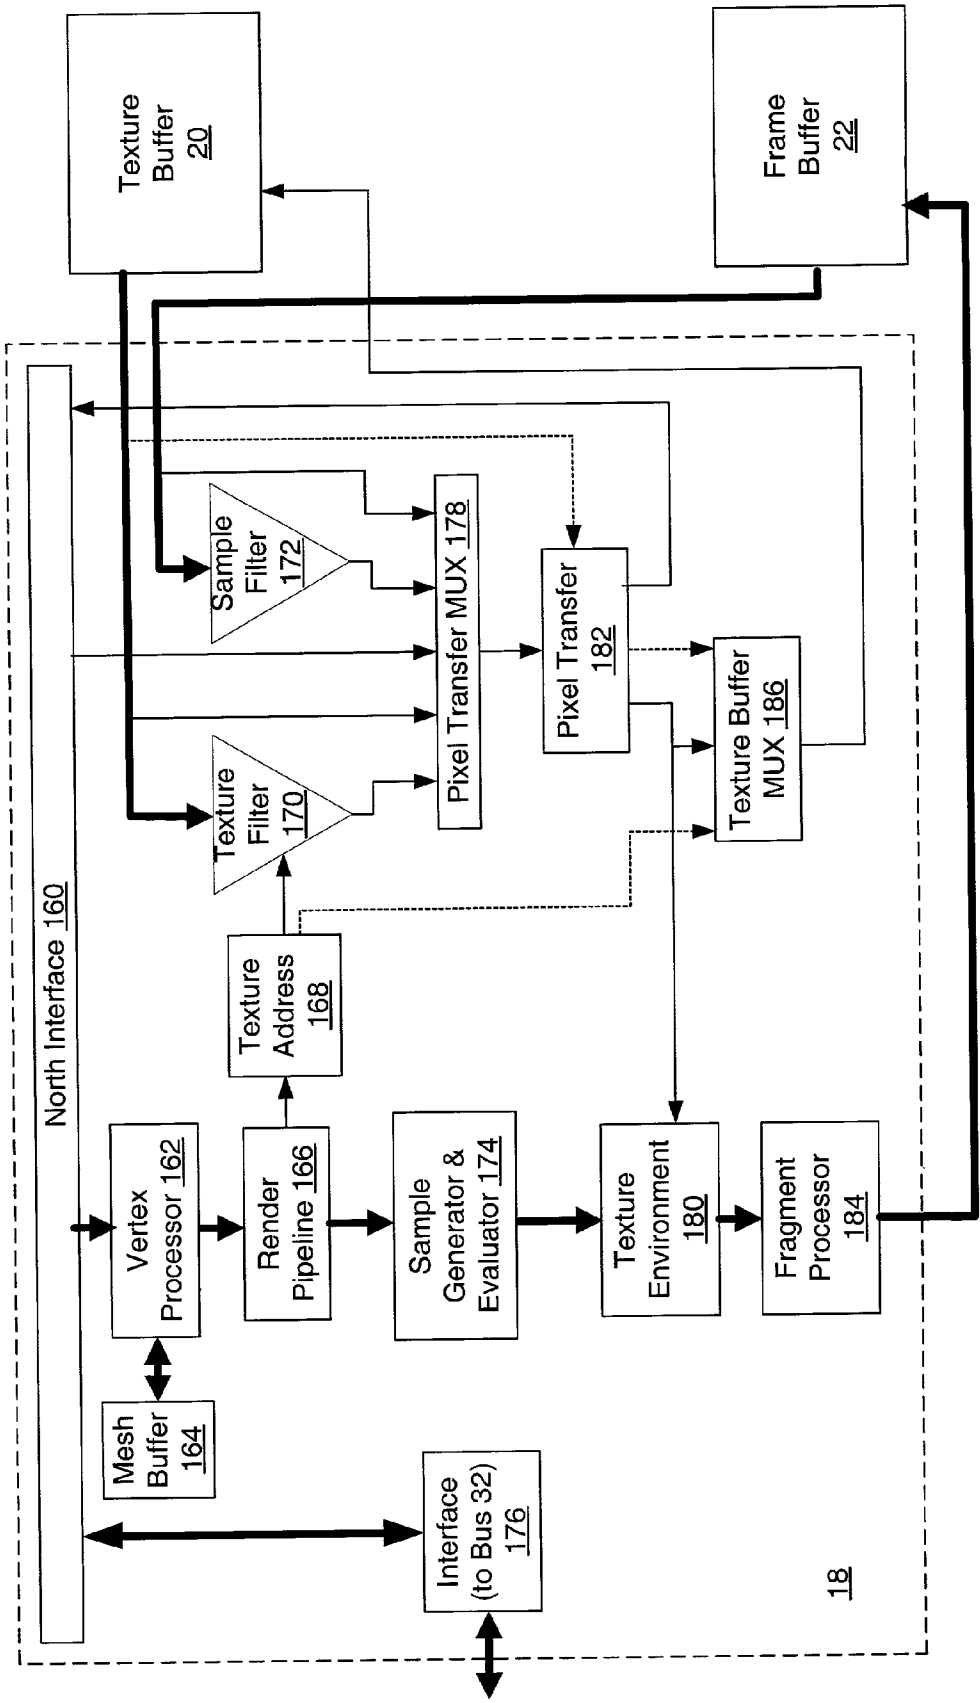 North Interface 160
Vertex
Processor 162
Mesh
Buffer
164
Render
Pipeline 166
Texture
Address
168
Texture
Filter
170
Sample
Filter
172
Texture
Buffer
20
Interface
(to Bus 32)
176
Sample
Generator &
Evaluator 174
Pixel Transfer MUX 178
Pixel Transfer
182
Texture
Environment
180
Texture Buffer
MUX 186
Fragment
Processor
184
Frame
Buffer
22
18